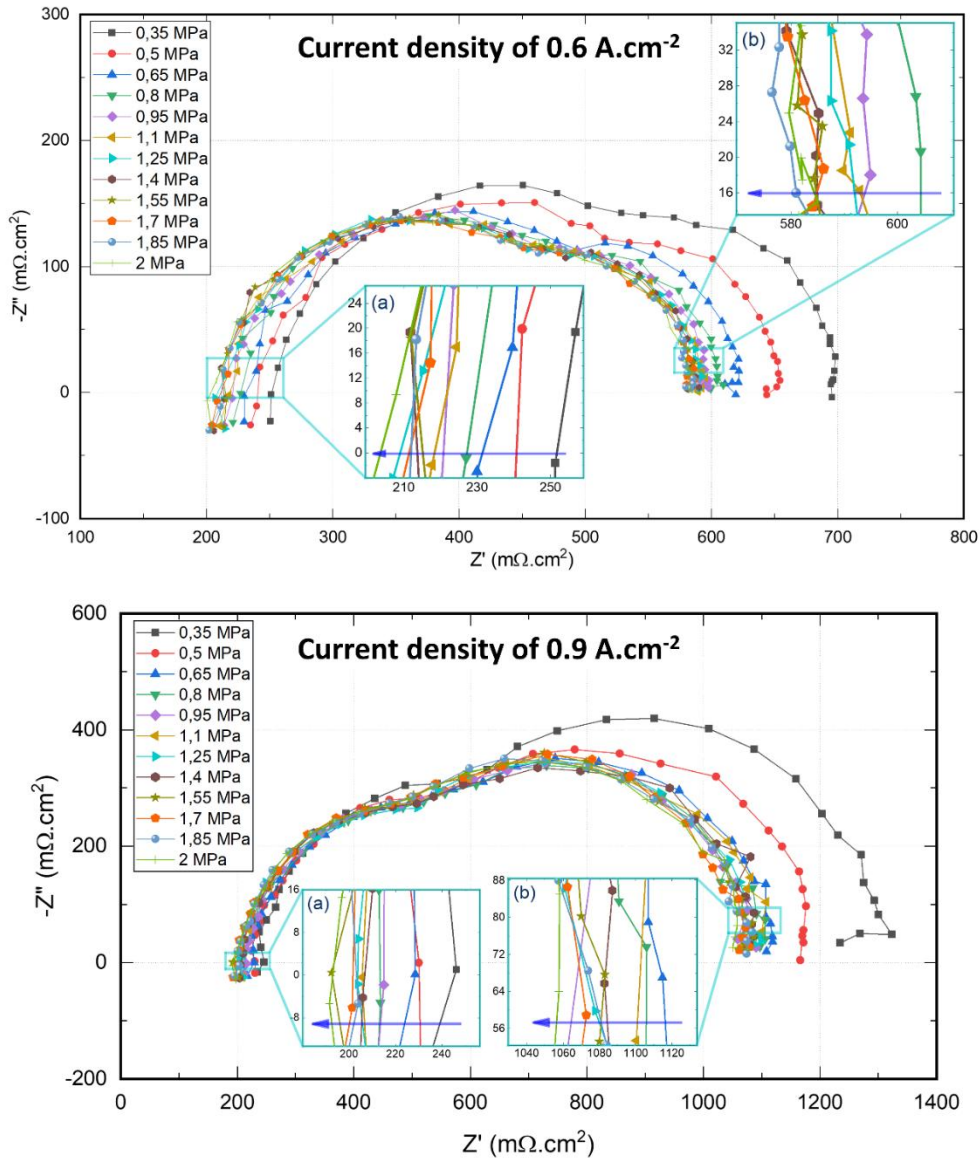 Current density of 0.6 A.cm-2
-Z'' (mΩ.cm²)
300
200
100
0
-100
0,35 MPa
0,5 MPa
0,65 MPa
0,8 MPa
0,95 MPa
1,1 MPa
1,25 MPa
1,4 MPa
1,55 MPa
1,7 MPa
1,85 MPa
2 MPa
(b)
32
28
24
20
16
580
600
(a)
24
20
16
12
8
4
0
210
230
250
100
200
300
400
500
600
700
800
Z' (mΩ.cm²)
Current density of 0.9 A.cm-2
-Z'' (mΩ.cm²)
600
400
200
0
-200
0,35 MPa
0,5 MPa
0,65 MPa
0,8 MPa
0,95 MPa
1,1 MPa
1,25 MPa
1,4 MPa
1,55 MPa
1,7 MPa
1,85 MPa
2 MPa
(a)
16
8
0
-8
200
220
240
(b)
88
80
72
64
56
1040
1060
1080
1100
1120
0
200
400
600
800
1000
1200
1400
Z' (mΩ.cm²)